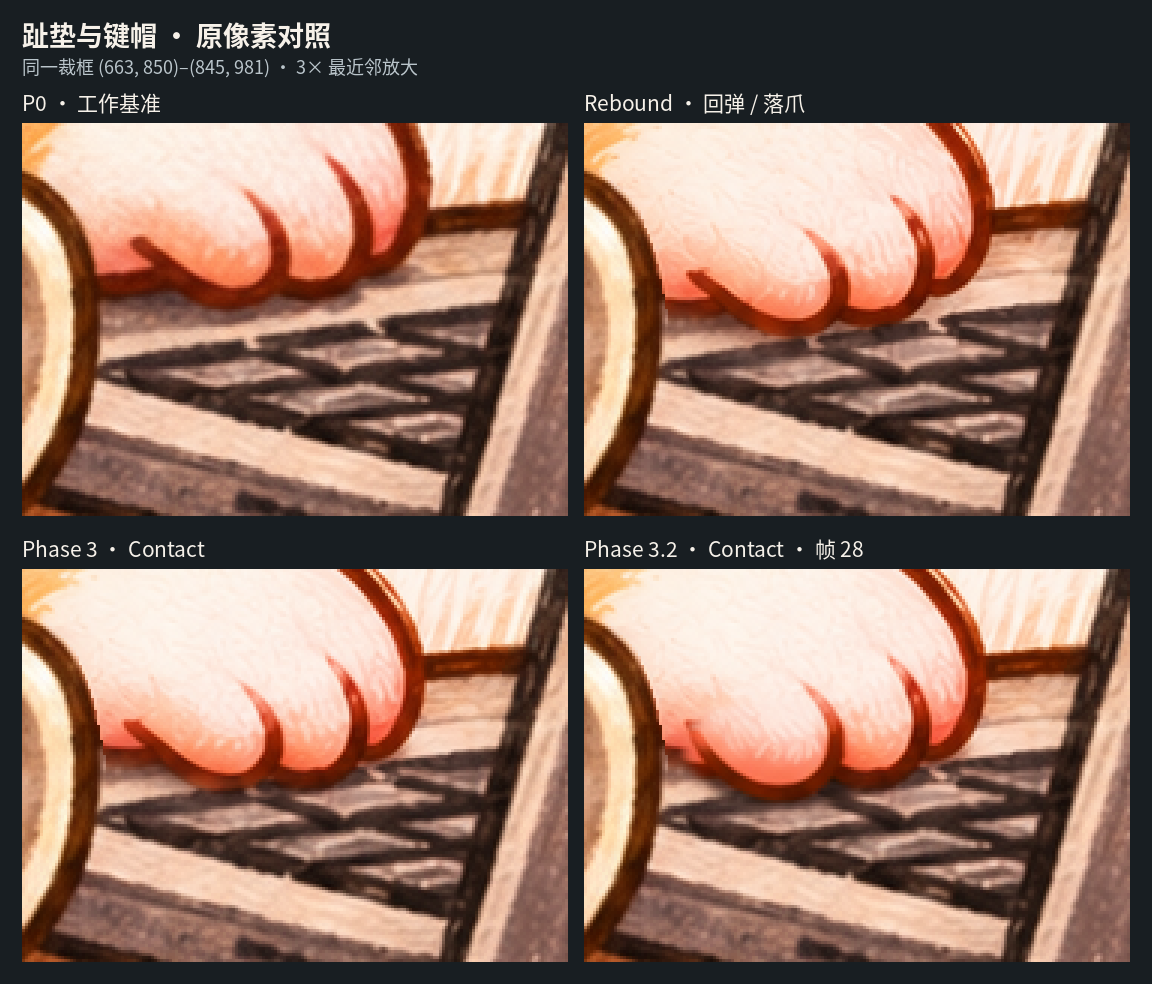 趾垫与键帽 · 原像素对照
同一裁框 (663, 850)–(845, 981) · 3× 最近邻放大
P0 · 工作基准
Rebound · 回弹 / 落爪
Phase 3 · Contact
Phase 3.2 · Contact · 帧 28